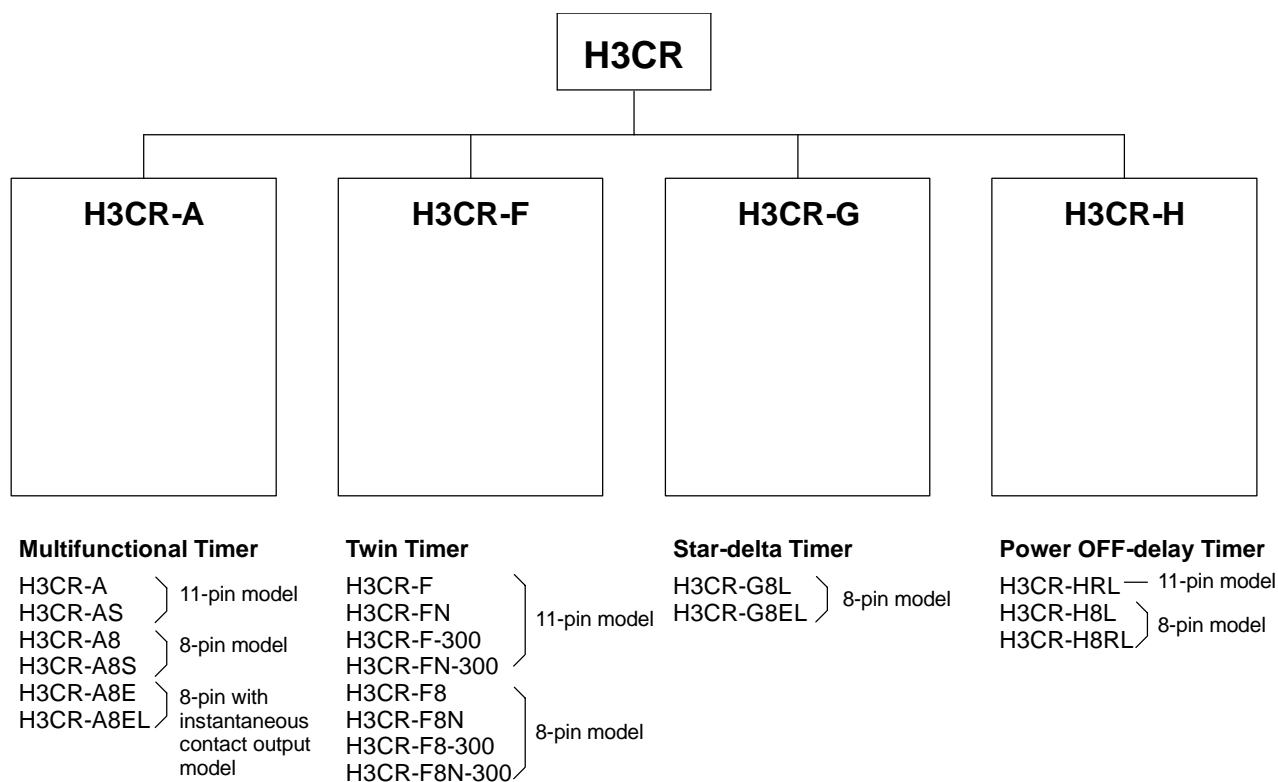 H3CR
H3CR-A
H3CR-F
H3CR-G
H3CR-H
Multifunctional Timer
H3CR-A
H3CR-AS
11-pin model
H3CR-A8
H3CR-A8S
8-pin model
H3CR-A8E
H3CR-A8EL
8-pin with
instantaneous
contact output
model
Twin Timer
H3CR-F
H3CR-FN
H3CR-F-300
H3CR-FN-300
11-pin model
H3CR-F8
H3CR-F8N
H3CR-F8-300
H3CR-F8N-300
8-pin model
Star-delta Timer
H3CR-G8L
H3CR-G8EL
8-pin model
Power OFF-delay Timer
H3CR-HRL
11-pin model
H3CR-H8L
H3CR-H8RL
8-pin model